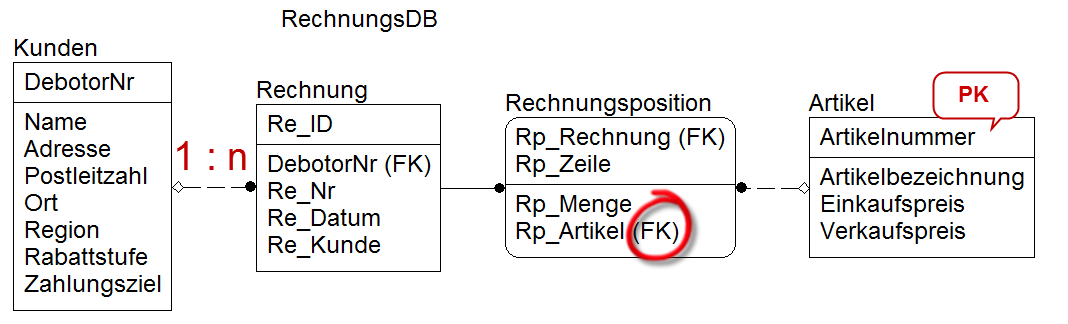 RechnungsDB
Kunden
DebotorNr
Name
Adresse
Postleitzahl
Ort
Region
Rabattstufe
Zahlungsziel
1 : n
Rechnung
Re_ID
DebotorNr (FK)
Re_Nr
Re_Datum
Re_Kunde
Rechnungsposition
Rp_Rechnung (FK)
Rp_Zeile
Rp_Menge
Rp_Artikel (FK)
Artikel
PK
Artikelnummer
Artikelbezeichnung
Einkaufspreis
Verkaufspreis